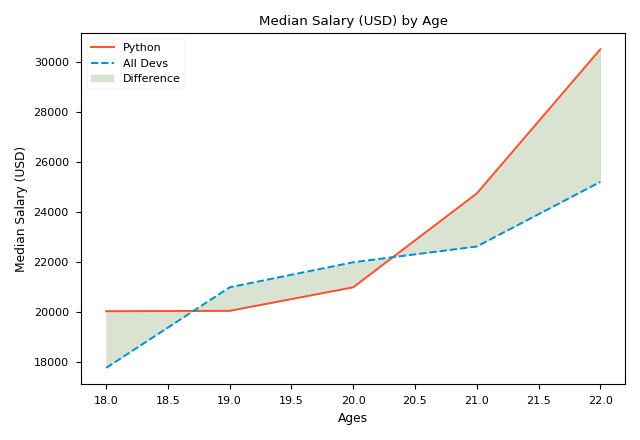 Median Salary (USD) by Age
Python
All Devs
Difference
Median Salary (USD)
30000
28000
26000
24000
22000
20000
18000
18.0 18.5 19.0 19.5 20.0 20.5 21.0 21.5 22.0
Ages